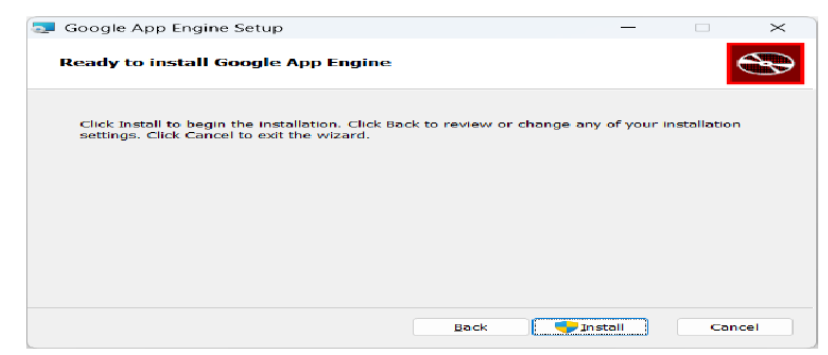 Google App Engine Setup
Ready to install Google App Engine
Click Install to begin the installation. Click Back to review or change any of your installation
settings. Click Cancel to exit the wizard.
Back
Install
Cancel